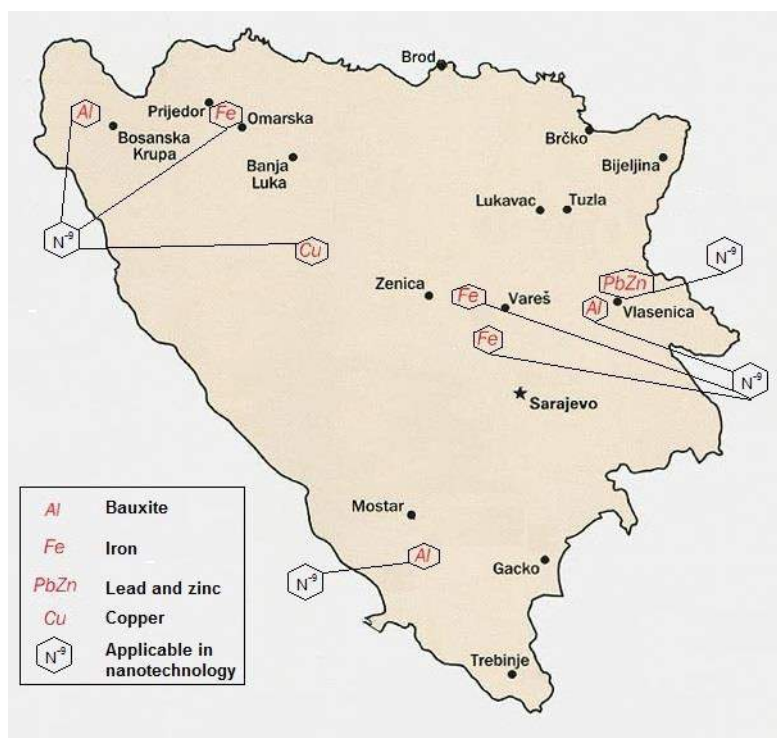 Brod
Al
Prijedor
Fe
Omarska
Bosanska
Krupa
Brčko
Banja
Luka
Bijeljina
Lukavac
Tuzla
N-9
Cu
N-9
Zenica
Fe
Vareš
PbZn
Al
Vlasenica
Fe
N-9
Sarajevo
Mostar
Al
N-9
Gacko
Trebinje
Al Bauxite
Fe Iron
PbZn Lead and zinc
Cu Copper
N-9 Applicable in
nanotechnology